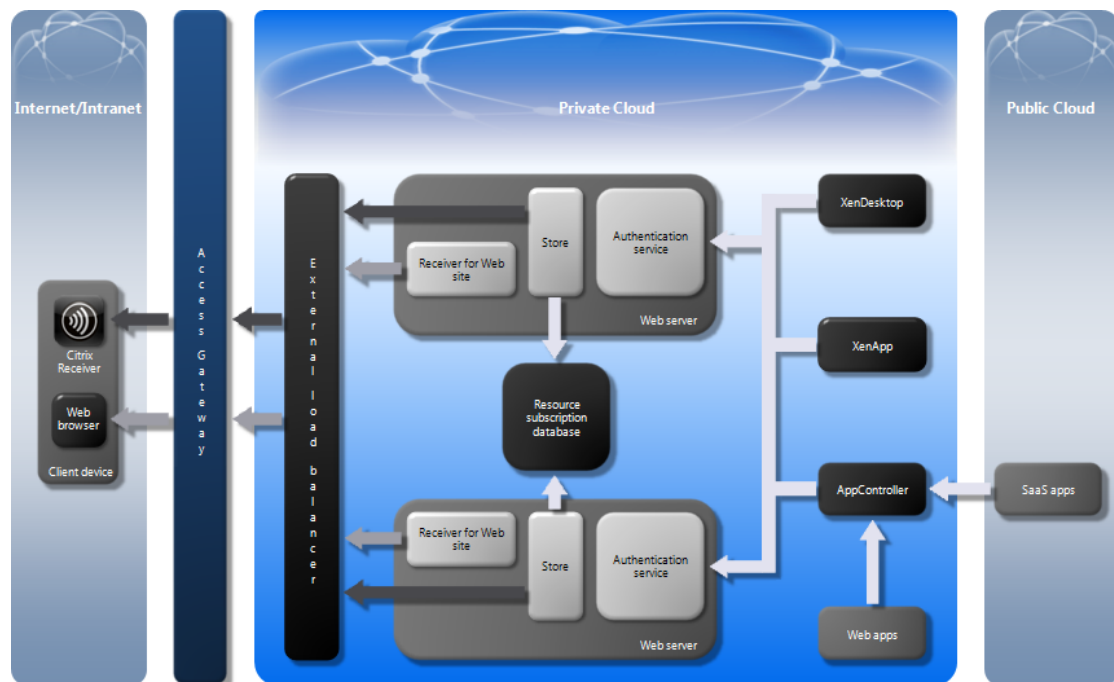 Internet/Intranet
Private Cloud
Public Cloud
Access Gateway
External load balancer
Store
Authentication
service
Receiver for Web
site
Web server
XenDesktop
XenApp
Citrix
Receiver
Web
browser
Client device
Resource
subscription
database
AppController
SaaS apps
Receiver for Web
site
Store
Authentication
service
Web server
Web apps